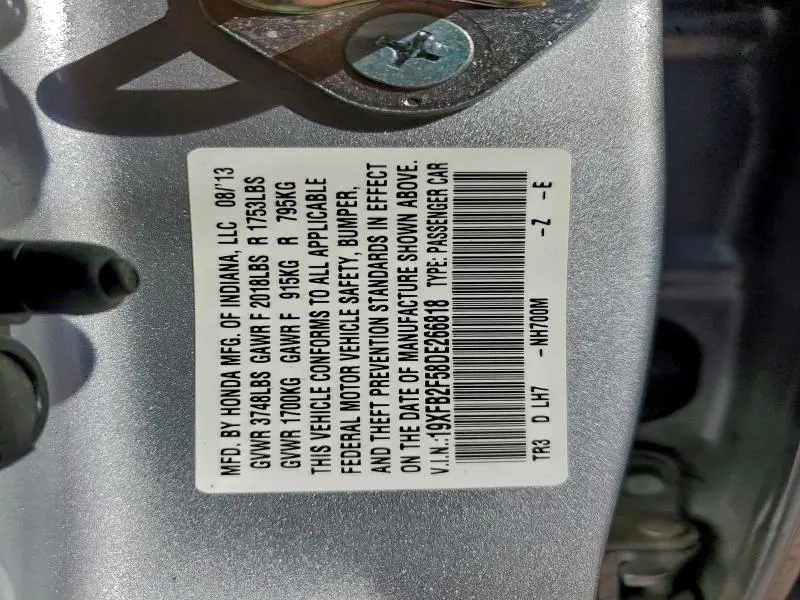 MFD. BY HONDA MFG. OF INDIANA, LLC 08/'13
GVWR 3748LBS GAWR F 2018LBS R 1753LBS
GVWR 1700KG GAWR F 915KG R 795KG
THIS VEHICLE CONFORMS TO ALL APPLICABLE
FEDERAL MOTOR VEHICLE SAFETY, BUMPER,
AND THEFT PREVENTION STANDARDS IN EFFECT
ON THE DATE OF MANUFACTURE SHOWN ABOVE.
V.I.N.:19XFB2F58DE266818 TYPE: PASSENGER CAR
TR3 D LH7 -NH700M -Z -E